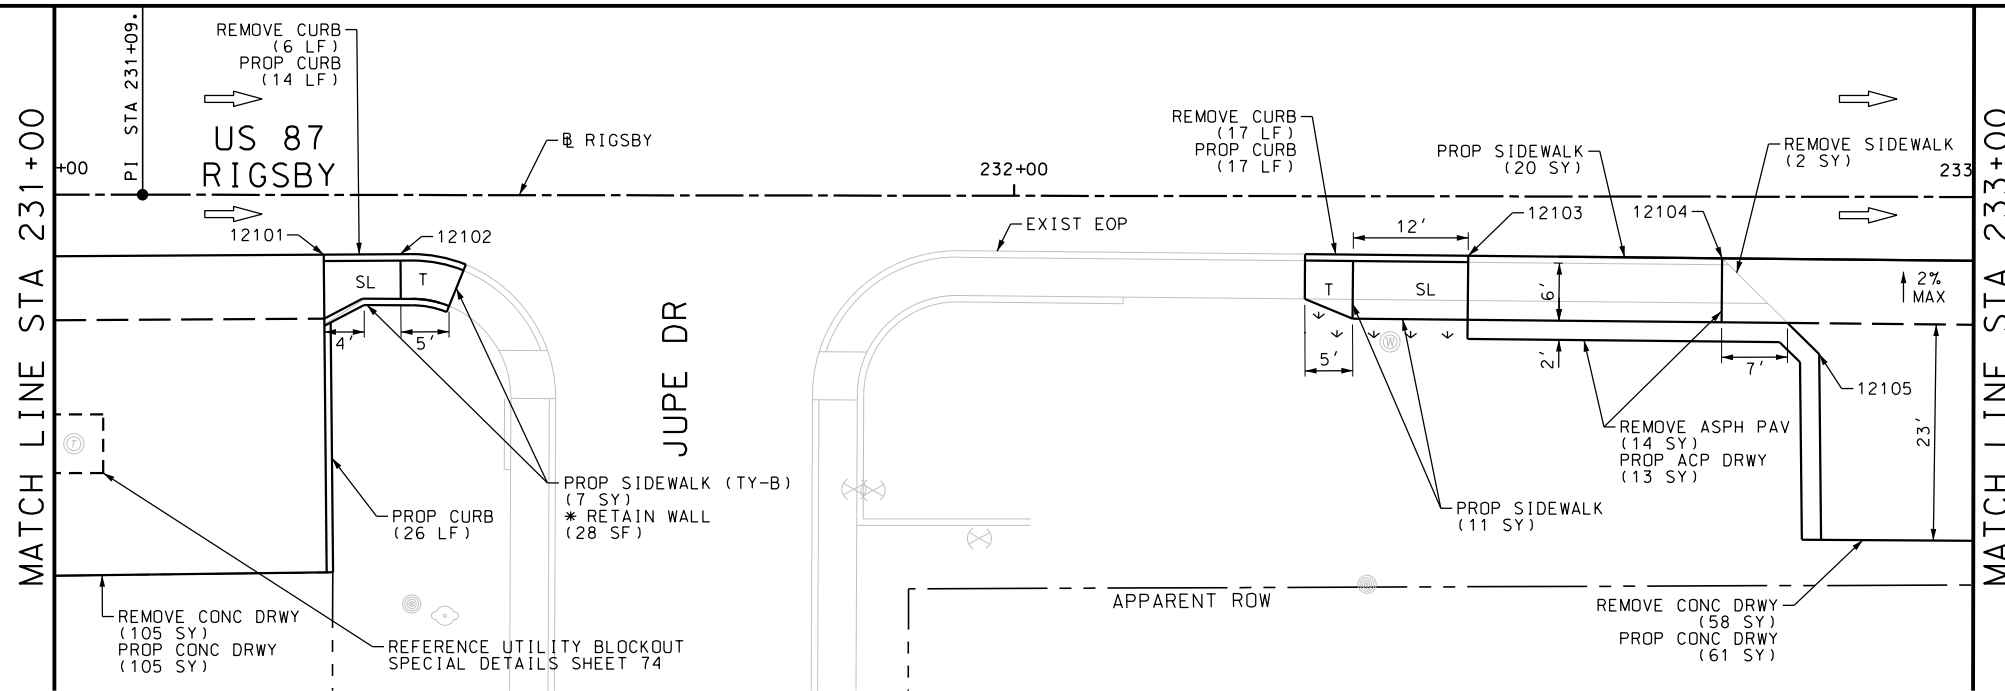 MATCH LINE STA 231+00
+00
PI STA 231+09.
REMOVE CURB
(6 LF)
PROP CURB
(14 LF)
US 87
RIGSBY
RIGSBY
12101
12102
SL
T
4'
5'
JUPE DR
PROP SIDEWALK (TY-B)
(7 SY)
* RETAIN WALL
(28 SF)
PROP CURB
(26 LF)
REMOVE CONC DRWY
(105 SY)
PROP CONC DRWY
(105 SY)
T
REFERENCE UTILITY BLOCKOUT
SPECIAL DETAILS SHEET 74
232+00
EXIST EOP
REMOVE CURB
(17 LF)
PROP CURB
(17 LF)
12'
12103
PROP SIDEWALK
(20 SY)
12104
REMOVE SIDEWALK
(2 SY)
233
T
SL
6'
2%
MAX
W
5'
2'
7'
12105
23'
REMOVE ASPH PAV
(14 SY)
PROP ACP DRWY
(13 SY)
PROP SIDEWALK
(11 SY)
APPARENT ROW
REMOVE CONC DRWY
(58 SY)
PROP CONC DRWY
(61 SY)
MATCH LINE STA 233+00